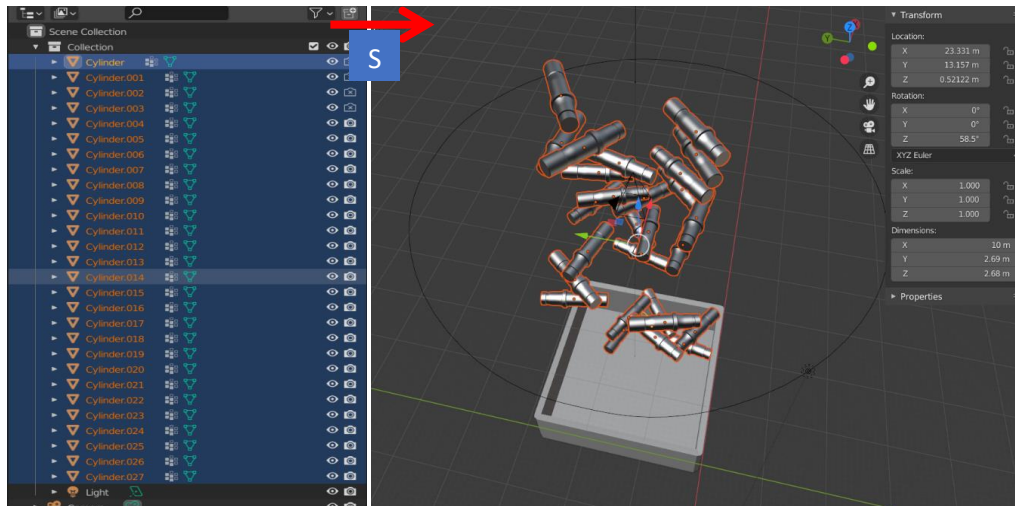 Scene Collection
Collection
Cylinder
Cylinder.001
Cylinder.002
Cylinder.003
Cylinder.004
Cylinder.005
Cylinder.006
Cylinder.007
Cylinder.008
Cylinder.009
Cylinder.010
Cylinder.011
Cylinder.012
Cylinder.013
Cylinder.014
Cylinder.015
Cylinder.016
Cylinder.017
Cylinder.018
Cylinder.019
Cylinder.020
Cylinder.021
Cylinder.022
Cylinder.023
Cylinder.024
Cylinder.025
Cylinder.026
Cylinder.027
Light
S
Z
Y
Transform
Location:
X 23.331 m
Y 13.157 m
Z 0.52122 m
Rotation:
X 0°
Y 0°
Z 58.5°
XYZ Euler
Scale:
X 1.000
Y 1.000
Z 1.000
Dimensions:
X 10 m
Y 2.69 m
Z 2.68 m
Properties